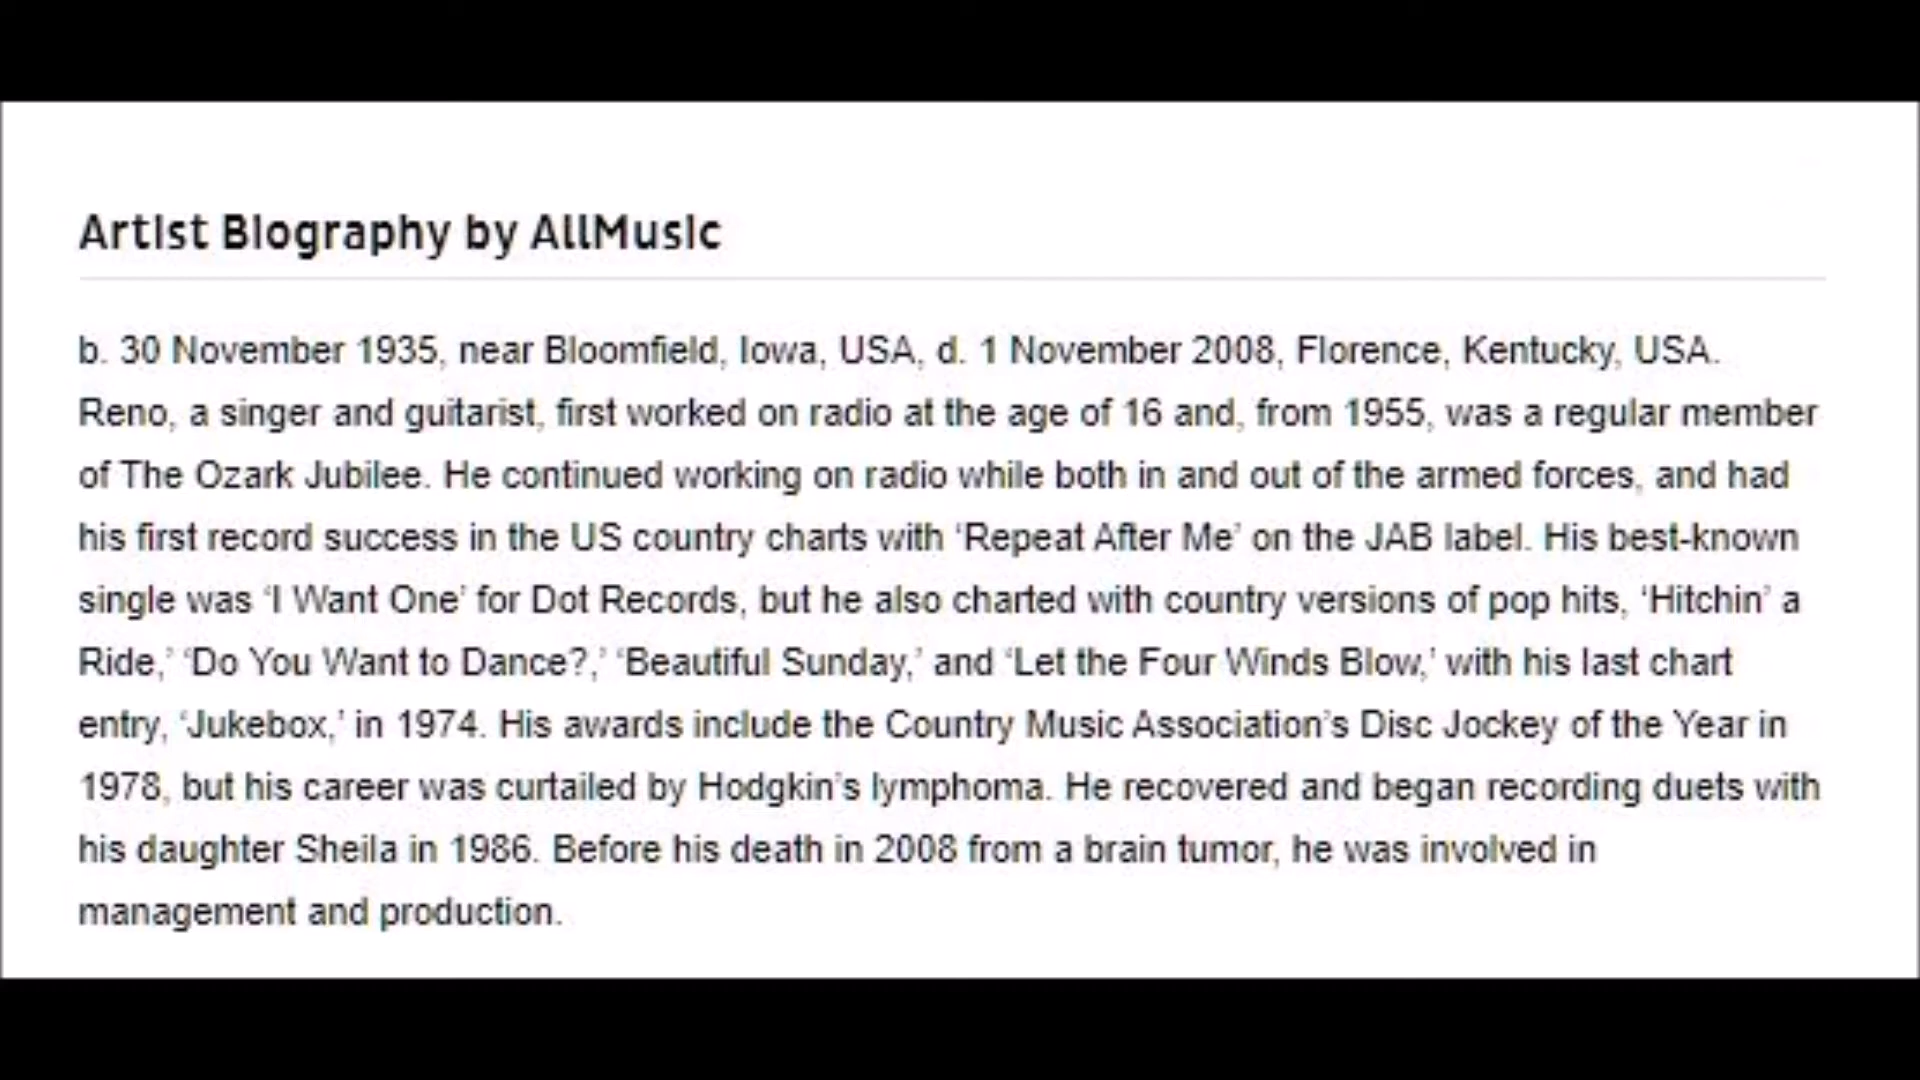 Artist Biography by AllMusic
b. 30 November 1935, near Bloomfield, Iowa, USA, d. 1 November 2008, Florence, Kentucky, USA.
Reno, a singer and guitarist, first worked on radio at the age of 16 and, from 1955, was a regular member
of The Ozark Jubilee. He continued working on radio while both in and out of the armed forces, and had
his first record success in the US country charts with ‘Repeat After Me’ on the JAB label. His best-known
single was ‘I Want One’ for Dot Records, but he also charted with country versions of pop hits, ‘Hitchin’ a
Ride,’ ‘Do You Want to Dance?,’ ‘Beautiful Sunday,’ and ‘Let the Four Winds Blow,’ with his last chart
entry, ‘Jukebox,’ in 1974. His awards include the Country Music Association’s Disc Jockey of the Year in
1978, but his career was curtailed by Hodgkin’s lymphoma. He recovered and began recording duets with
his daughter Sheila in 1986. Before his death in 2008 from a brain tumor, he was involved in
management and production.